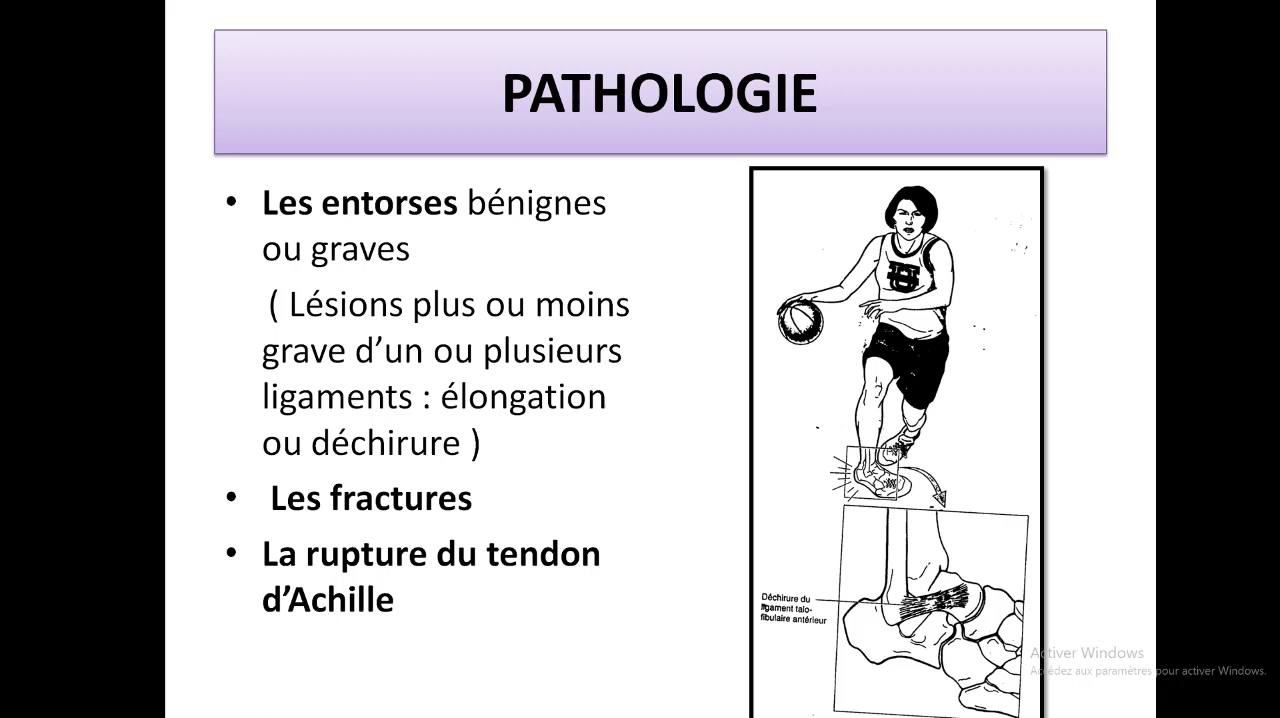 PATHOLOGIE
• Les entorses bénignes
ou graves
( Lésions plus ou moins
grave d’un ou plusieurs
ligaments : élongation
ou déchirure )
• Les fractures
• La rupture du tendon
d’Achille
Déchirure du
ligament talo-
fibulaire antérieur
Activer Windows
Accédez aux paramètres pour activer Windows.